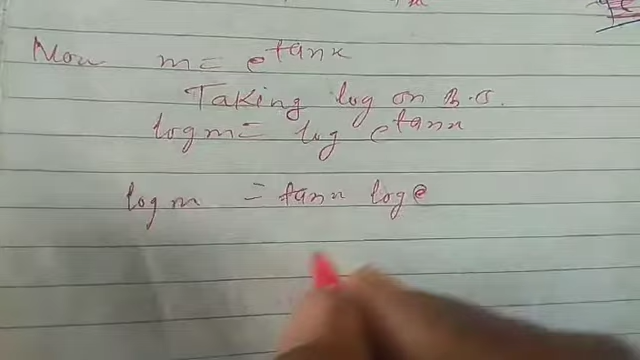 Now m = e^tanx
Taking log on B.S.
log m = log e^tanx
log m = tanx log e